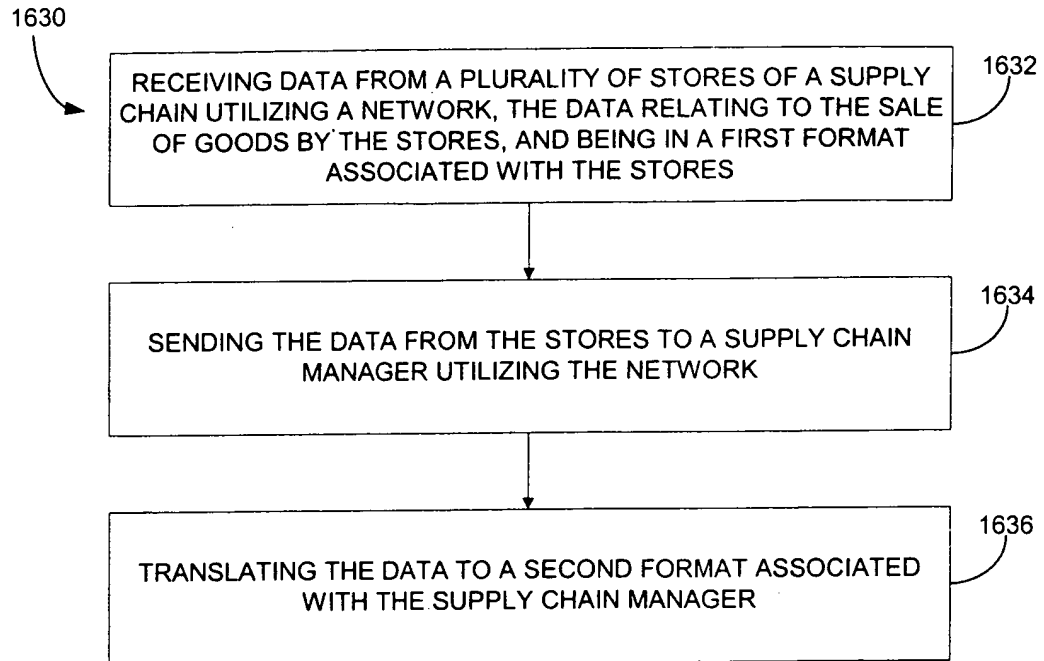 1630
RECEIVING DATA FROM A PLURALITY OF STORES OF A SUPPLY
CHAIN UTILIZING A NETWORK, THE DATA RELATING TO THE SALE
OF GOODS BY THE STORES, AND BEING IN A FIRST FORMAT
ASSOCIATED WITH THE STORES
1632
SENDING THE DATA FROM THE STORES TO A SUPPLY CHAIN
MANAGER UTILIZING THE NETWORK
1634
TRANSLATING THE DATA TO A SECOND FORMAT ASSOCIATED
WITH THE SUPPLY CHAIN MANAGER
1636